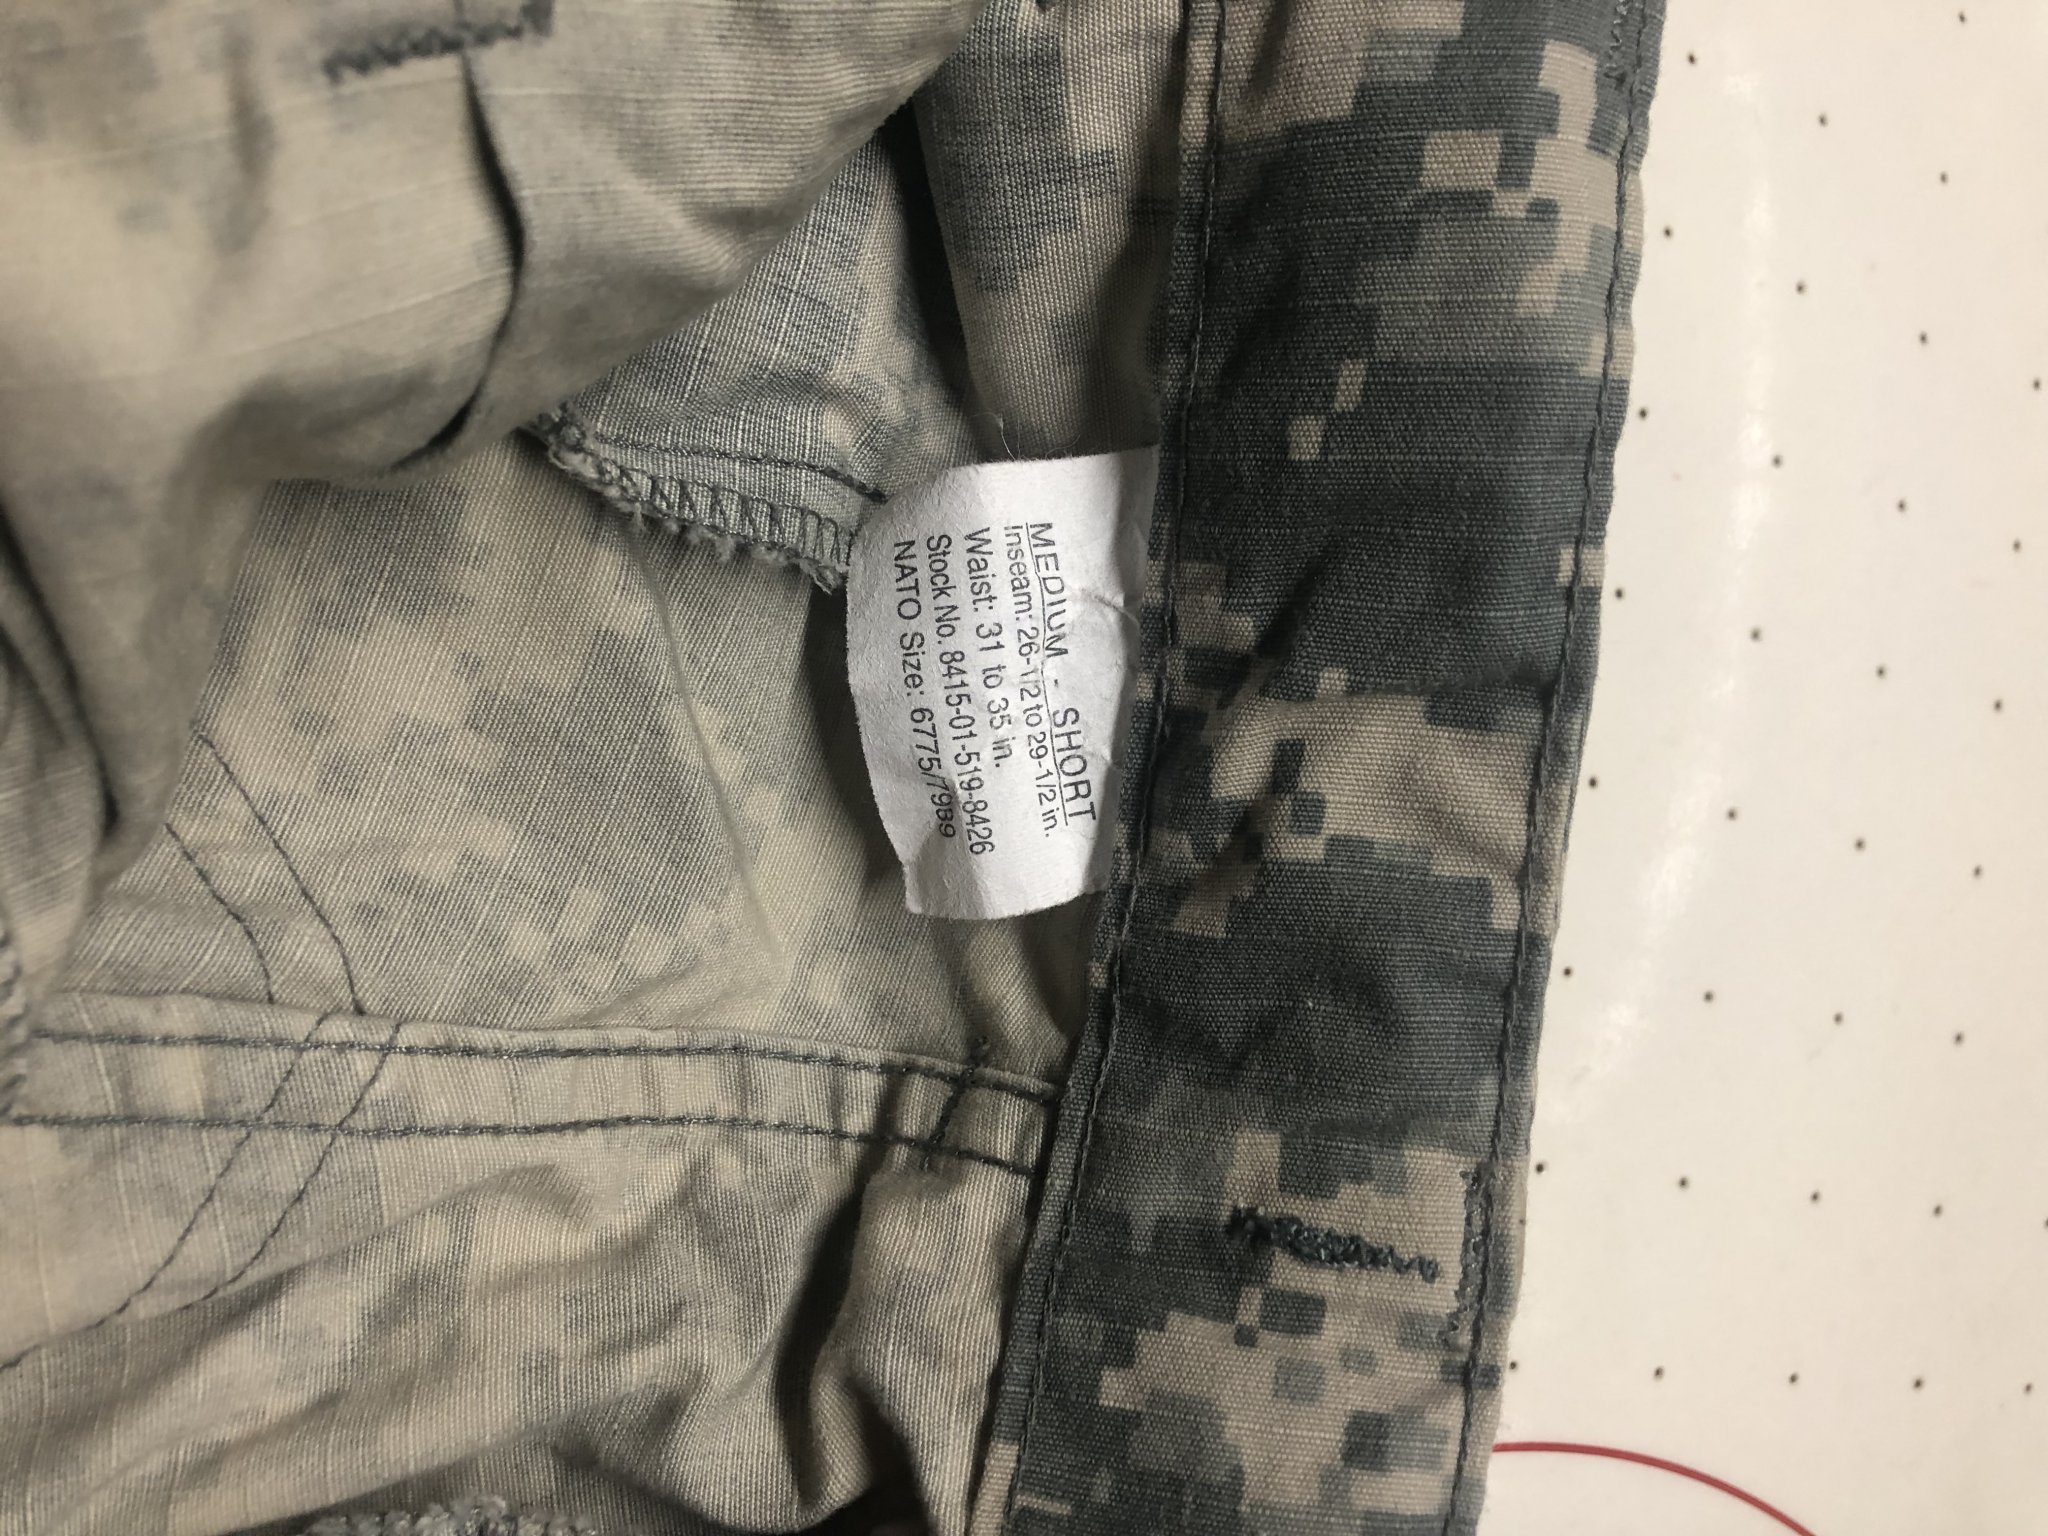 MEDIUM - SHORT
Inseam: 26-1/2 to 29-1/2 in.
Waist: 31 to 35 in.
Stock No. 8415-01-519-8426
NATO Size: 6775/7989